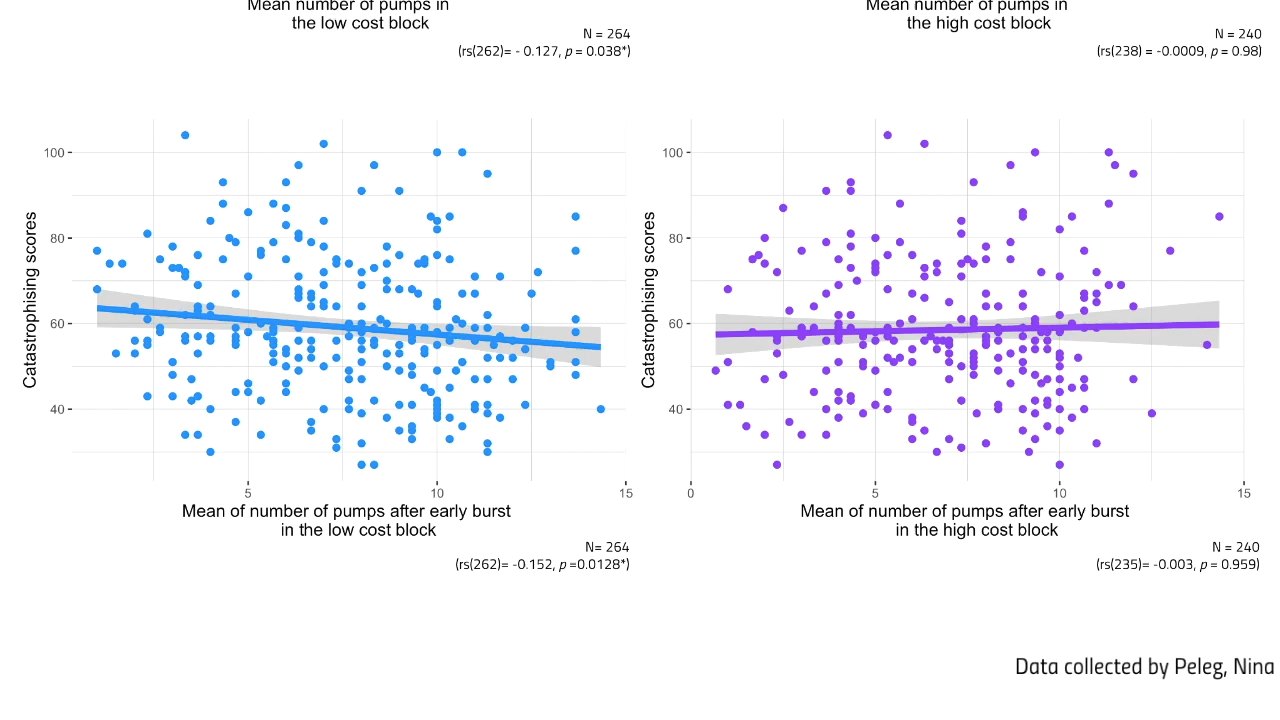 Mean number of pumps in
the low cost block
N = 264
(rs(262)= - 0.127, p = 0.038*)
Mean number of pumps in
the high cost block
N = 240
(rs(238) = -0.0009, p = 0.98)
Catastrophising scores
100
80
60
40
5
10
15
Mean of number of pumps after early burst
in the low cost block
N= 264
(rs(262)= -0.152, p =0.0128*)
Catastrophising scores
100
80
60
40
0
5
10
15
Mean of number of pumps after early burst
in the high cost block
N = 240
(rs(235)= -0.003, p = 0.959)
Data collected by Peleg, Nina